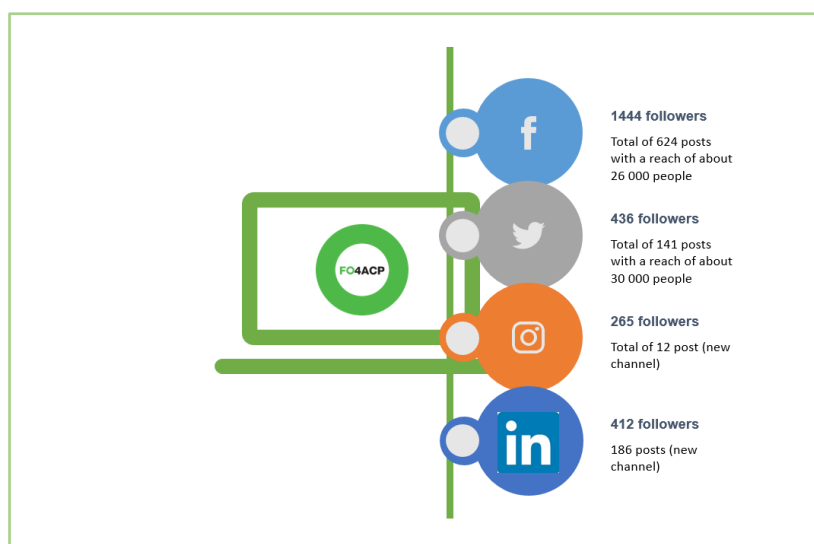 1444 followers
Total of 624 posts
with a reach of about
26 000 people
436 followers
Total of 141 posts
with a reach of about
30 000 people
FO4ACP
265 followers
Total of 12 post (new
channel)
412 followers
186 posts (new
channel)
in